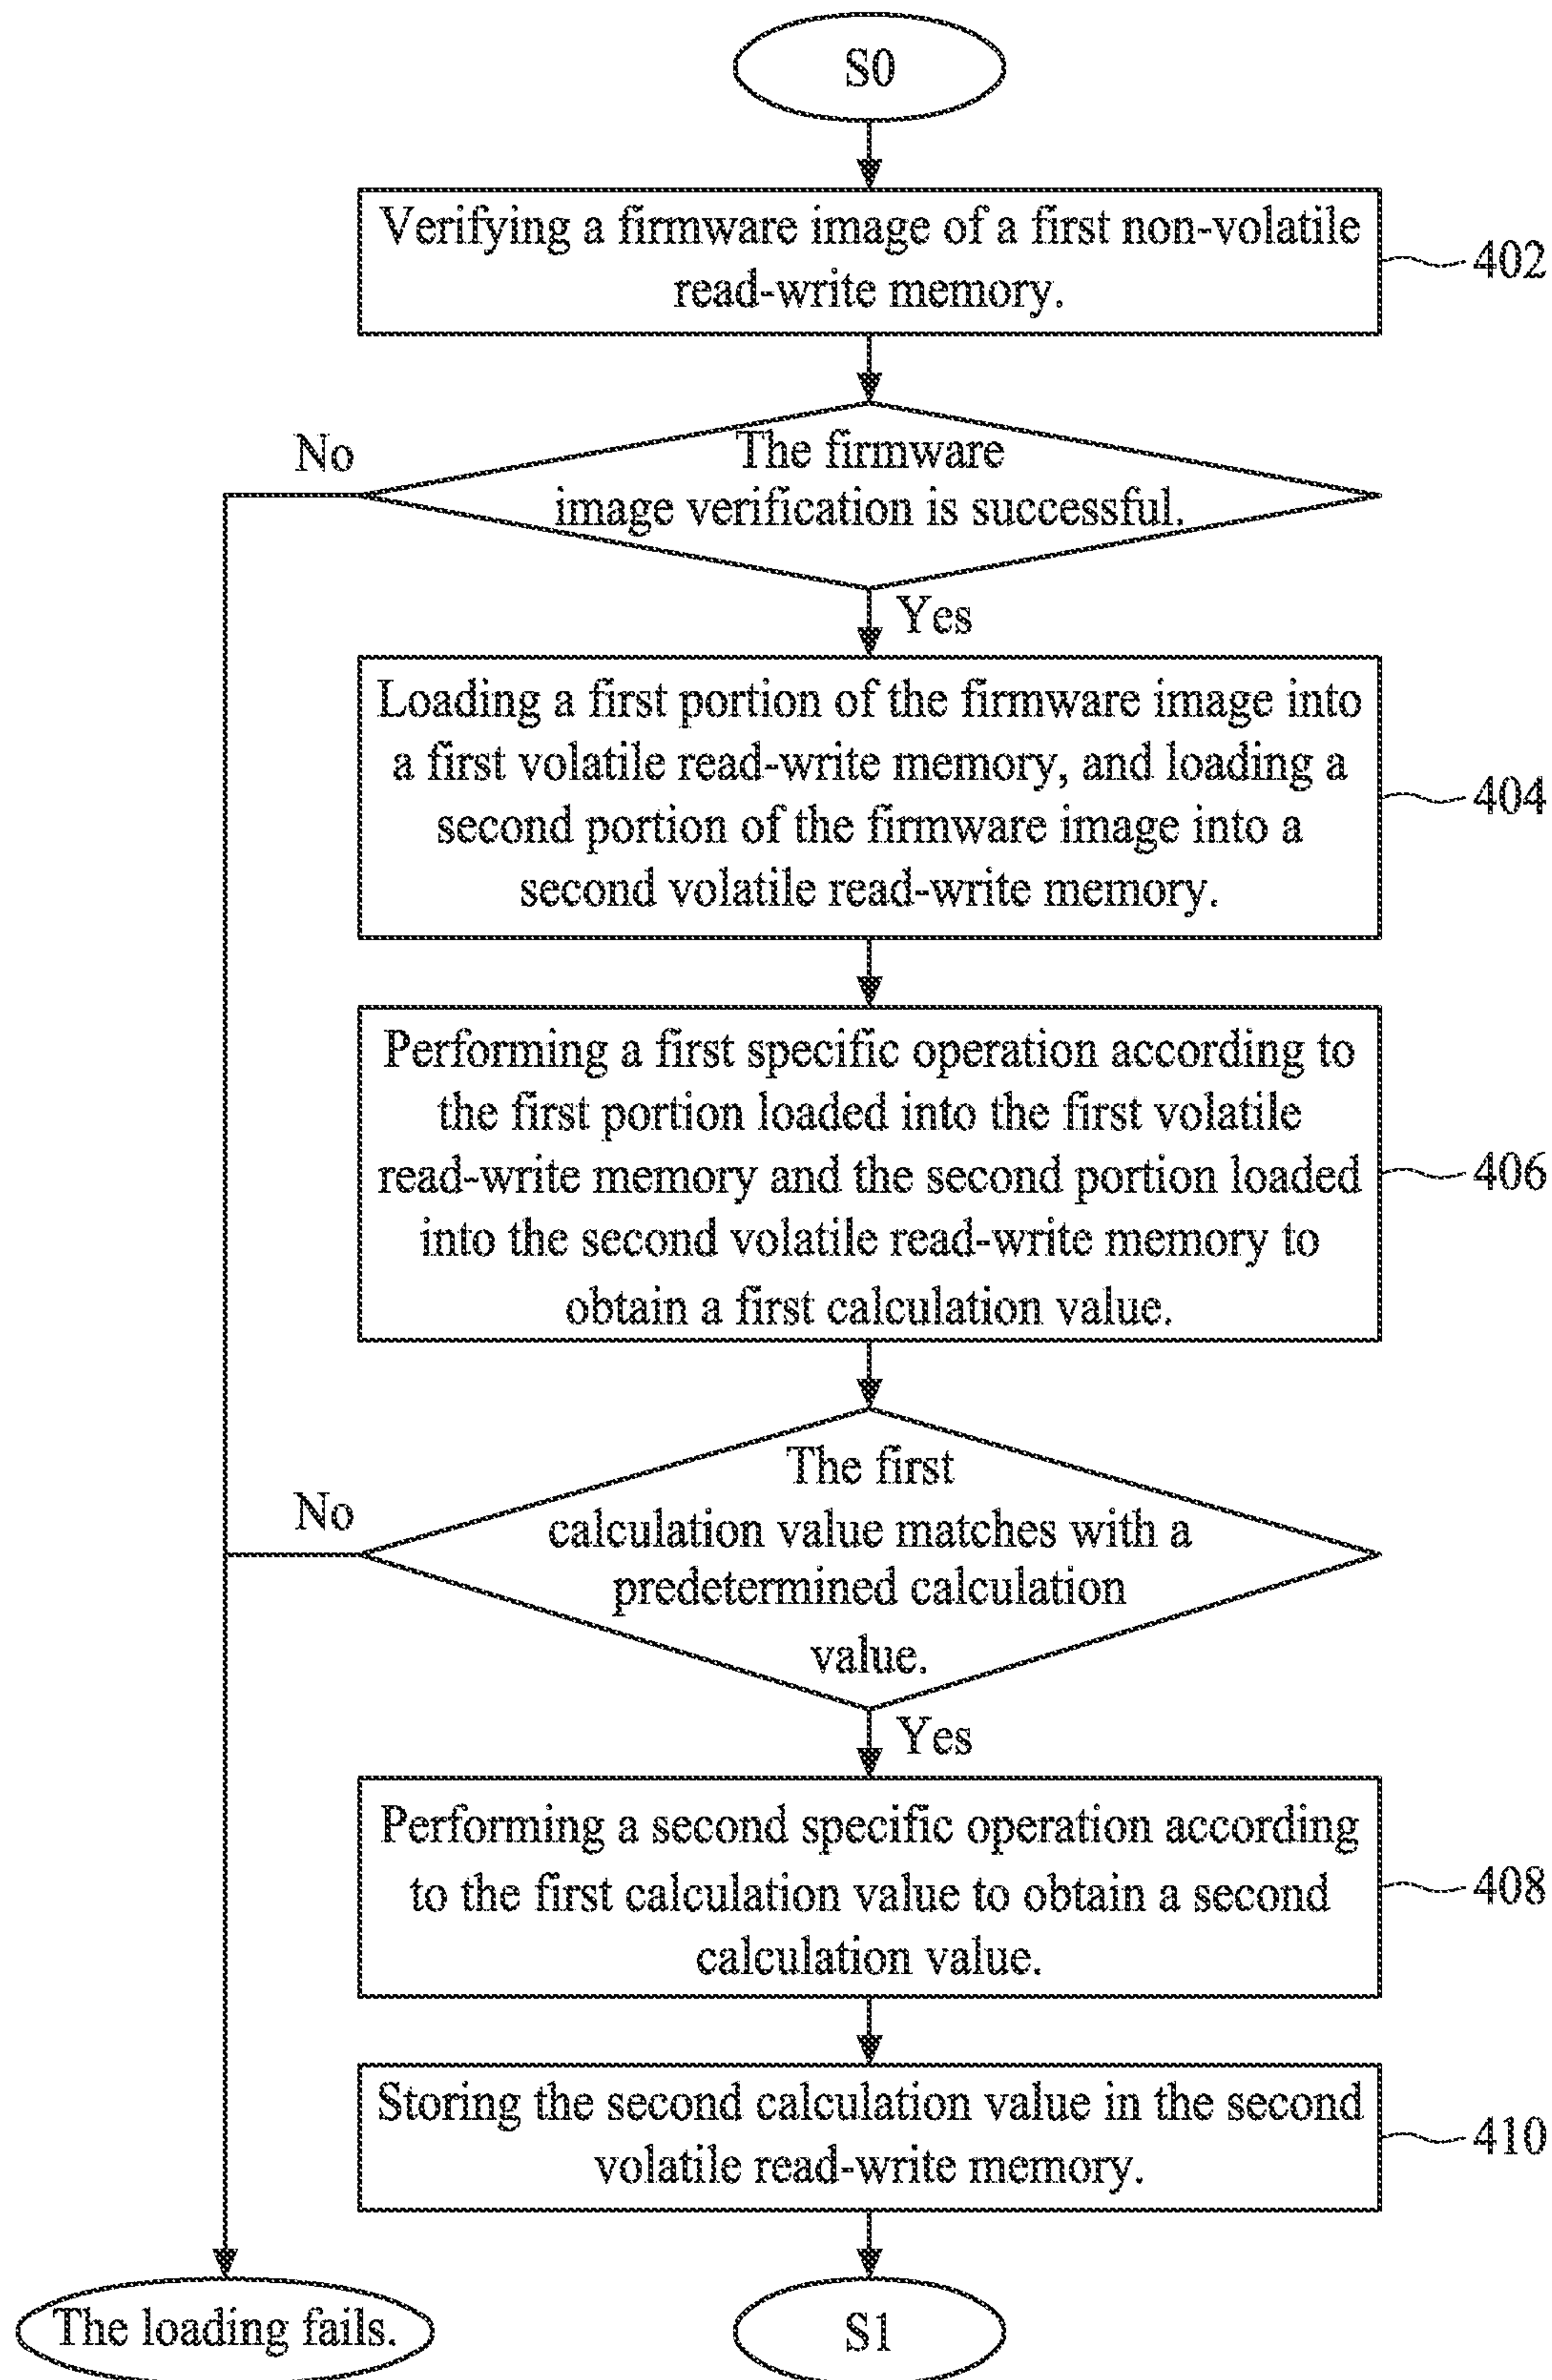 S0
Verifying a firmware image of a first non-volatile
read-write memory.
402
No
The firmware
image verification is successful.
Yes
Loading a first portion of the firmware image into
a first volatile read-write memory, and loading a
second portion of the firmware image into a
second volatile read-write memory.
404
Performing a first specific operation according to
the first portion loaded into the first volatile
read-write memory and the second portion loaded
into the second volatile read-write memory to
obtain a first calculation value.
406
No
The first
calculation value matches with a
predetermined calculation
value.
Yes
Performing a second specific operation according
to the first calculation value to obtain a second
calculation value.
408
Storing the second calculation value in the second
volatile read-write memory.
410
The loading fails.
S1